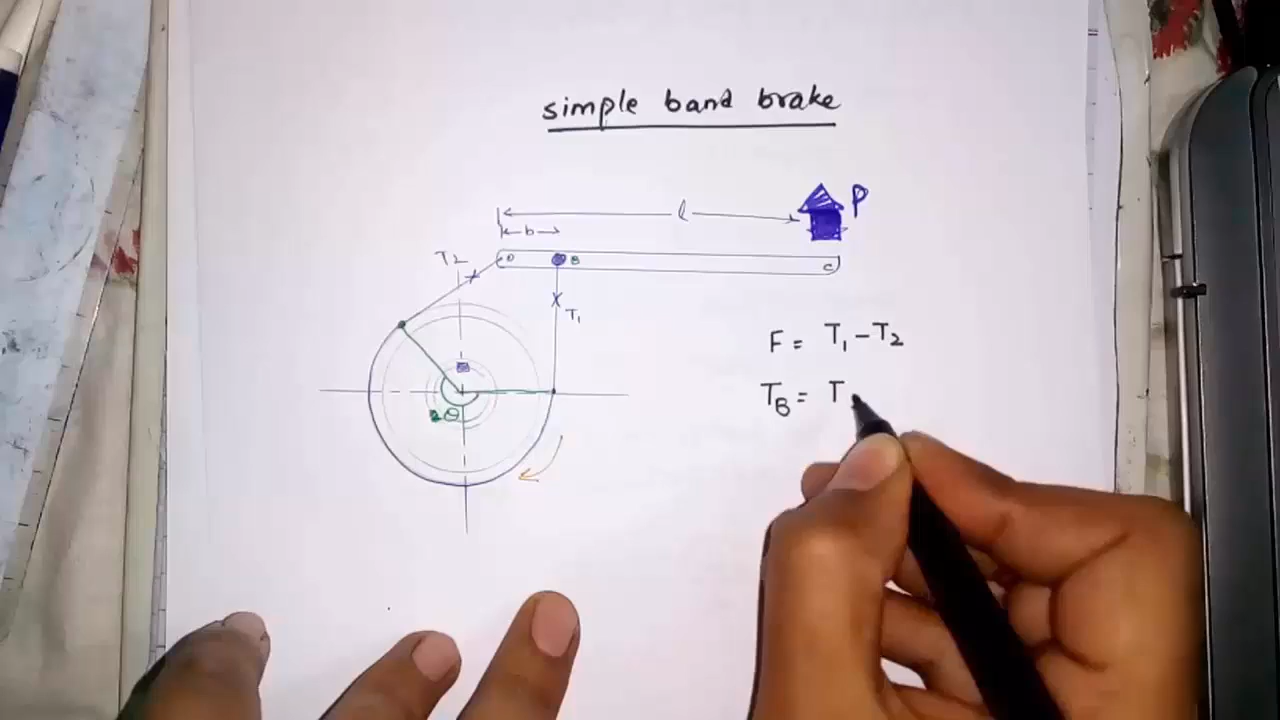 simple band brake
P
l
b
T2
O B
C
T1
F = T1 - T2
TB = T
θ